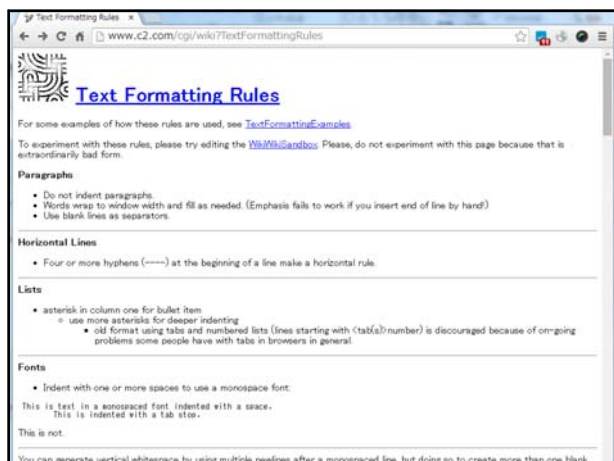 Text Formatting Rules ×
www.c2.com/cgi/wiki?TextFormattingRules
Text Formatting Rules
For some examples of how these rules are used, see TextFormattingExamples.
To experiment with these rules, please try editing the WikiWikiSandbox. Please, do not experiment with this page because that is
extraordinarily bad form.
Paragraphs
• Do not indent paragraphs.
• Words wrap to window width and fill as needed. (Emphasis fails to work if you insert end of line by hand!)
• Use blank lines as separators.
Horizontal Lines
• Four or more hyphens (----) at the beginning of a line make a horizontal rule.
Lists
• asterisk in column one for bullet item
○ use more asterisks for deeper indenting
▪ old format using tabs and numbered lists (lines starting with <tab(s)>number) is discouraged because of on-going
problems some people have with tabs in browsers in general.
Fonts
• Indent with one or more spaces to use a monospace font:
This is text in a monospaced font indented with a space.
This is indented with a tab stop.
This is not.
You can generate vertical whitespace by using multiple newlines after a monospaced line, but doing so to create more than one blank